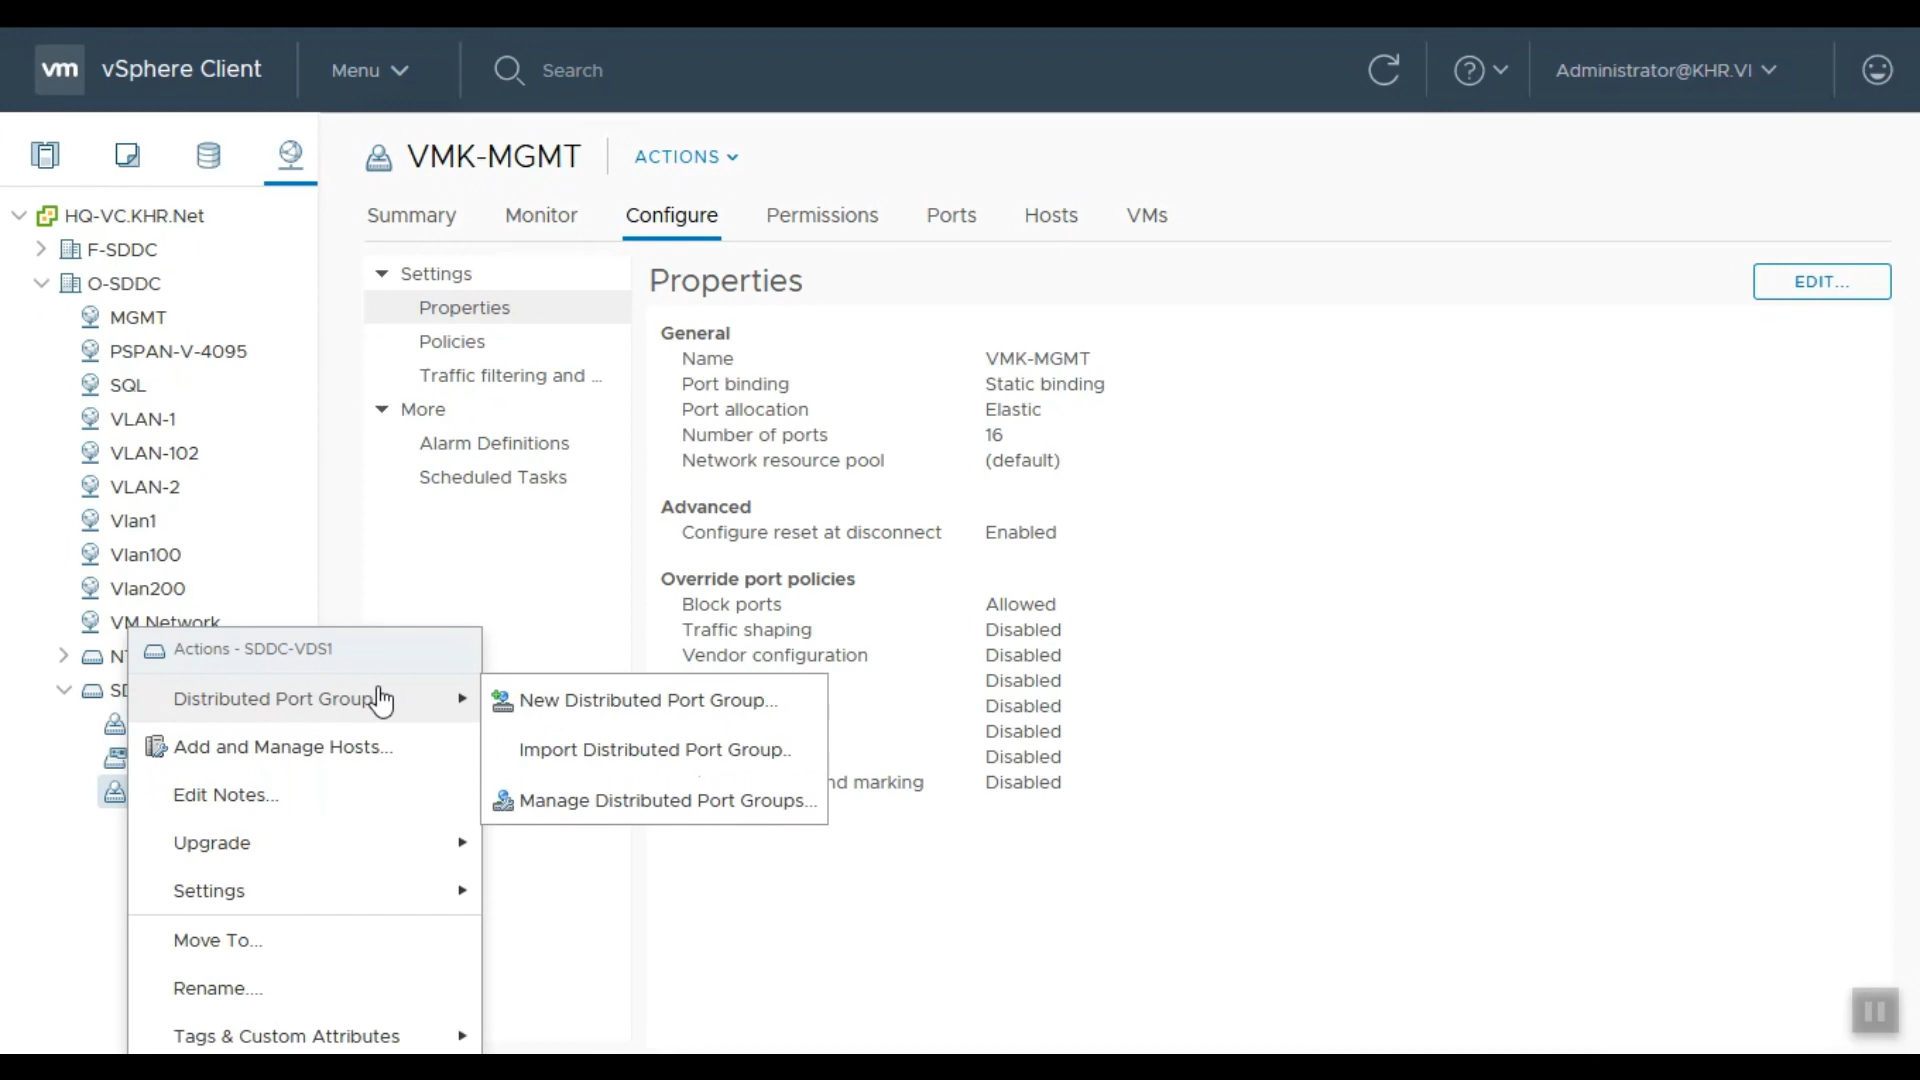 vm vSphere Client Menu Search Administrator@KHR.VI
VMK-MGMT ACTIONS
Summary Monitor Configure Permissions Ports Hosts VMs
HQ-VC.KHR.Net
F-SDDC
O-SDDC
MGMT
PSPAN-V-4095
SQL
VLAN-1
VLAN-102
VLAN-2
Vlan1
Vlan100
Vlan200
VM Network
Settings
Properties
Policies
Traffic filtering and ...
More
Alarm Definitions
Scheduled Tasks
Properties EDIT...
General
Name VMK-MGMT
Port binding Static binding
Port allocation Elastic
Number of ports 16
Network resource pool (default)
Advanced
Configure reset at disconnect Enabled
Override port policies
Block ports Allowed
Traffic shaping Disabled
Vendor configuration Disabled
Disabled
Disabled
Disabled
Disabled
nd marking Disabled
Actions - SDDC-VDS1
Distributed Port Group
Add and Manage Hosts...
Edit Notes...
Upgrade
Settings
Move To...
Rename....
Tags & Custom Attributes
New Distributed Port Group...
Import Distributed Port Group..
Manage Distributed Port Groups...